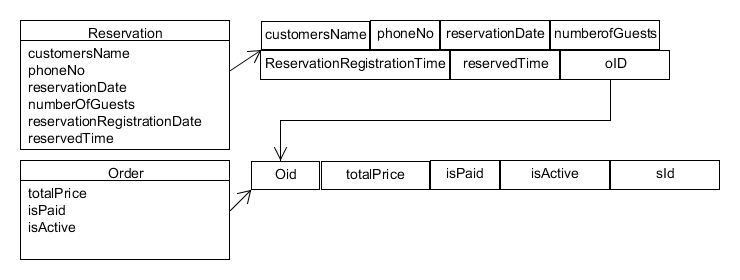 Reservation
customersName
phoneNo
reservationDate
numberOfGuests
reservationRegistrationDate
reservedTime
customersName phoneNo reservationDate numberofGuests
ReservationRegistrationTime reservedTime oID
Order
totalPrice
isPaid
isActive
Oid totalPrice isPaid isActive sId